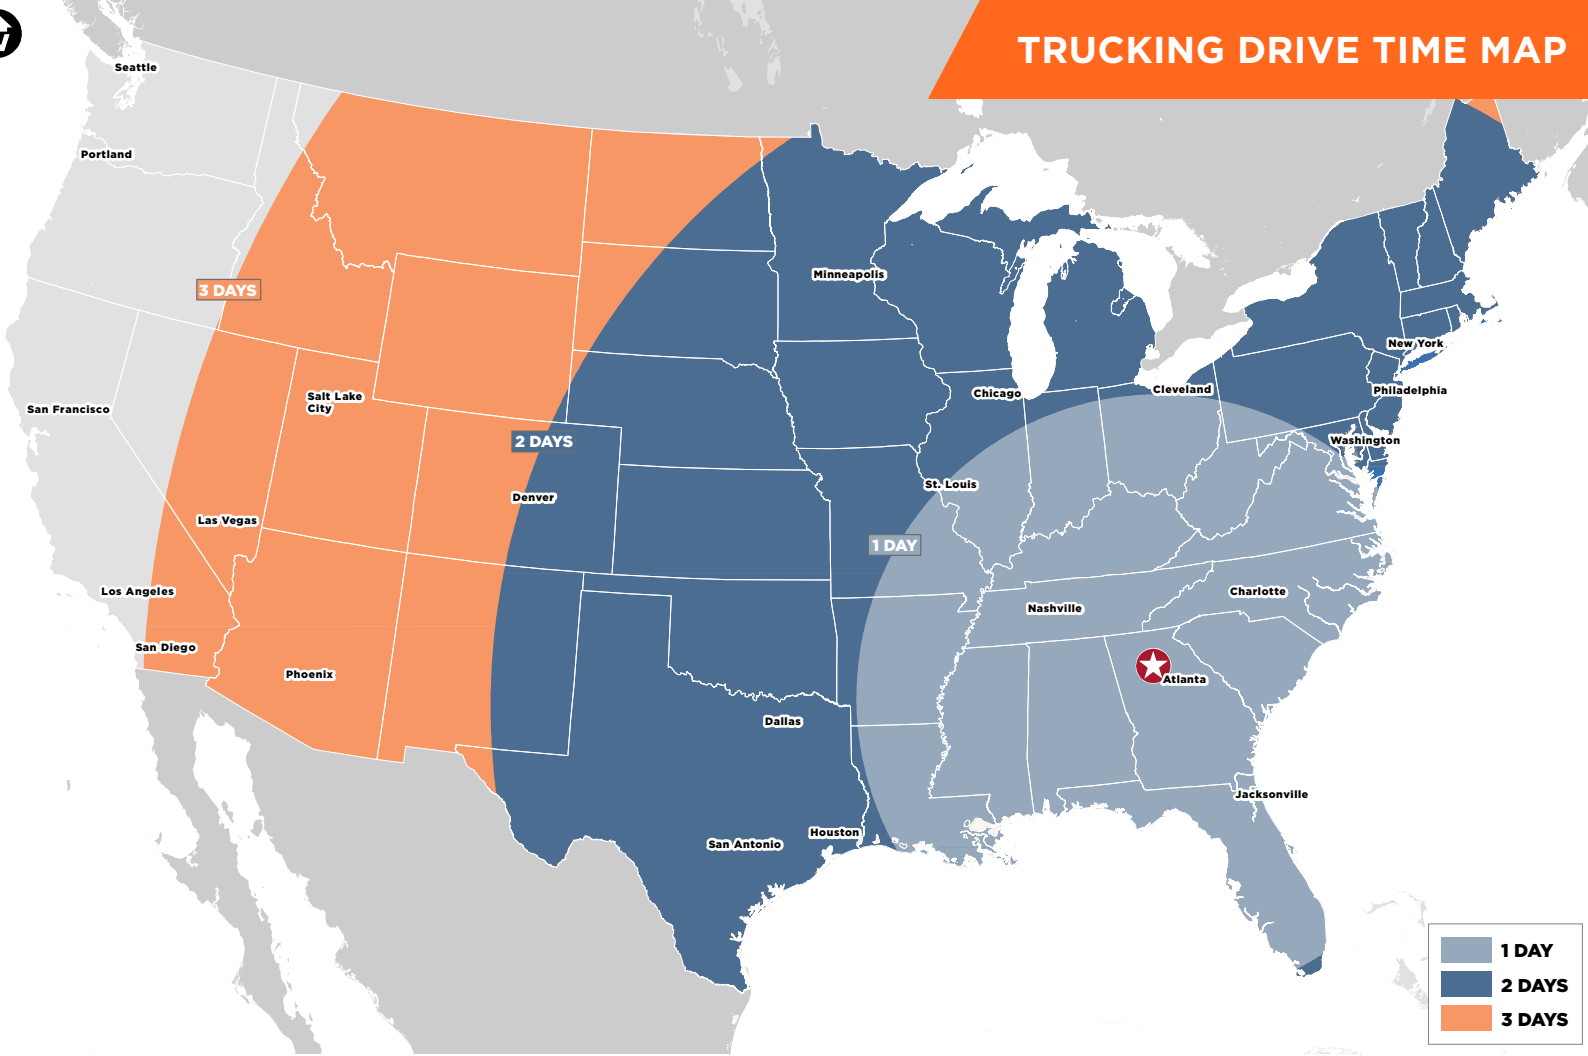 TRUCKING DRIVE TIME MAP
Seattle
Portland
Minneapolis
3 DAYS
New York
Salt Lake
City
Chicago
Cleveland
Philadelphia
San Francisco
2 DAYS
Washington
St. Louis
Denver
Las Vegas
1 DAY
Los Angeles
Charlotte
Nashville
San Diego
Phoenix
Atlanta
Dallas
Jacksonville
Houston
San Antonio
1 DAY
2 DAYS
3 DAYS